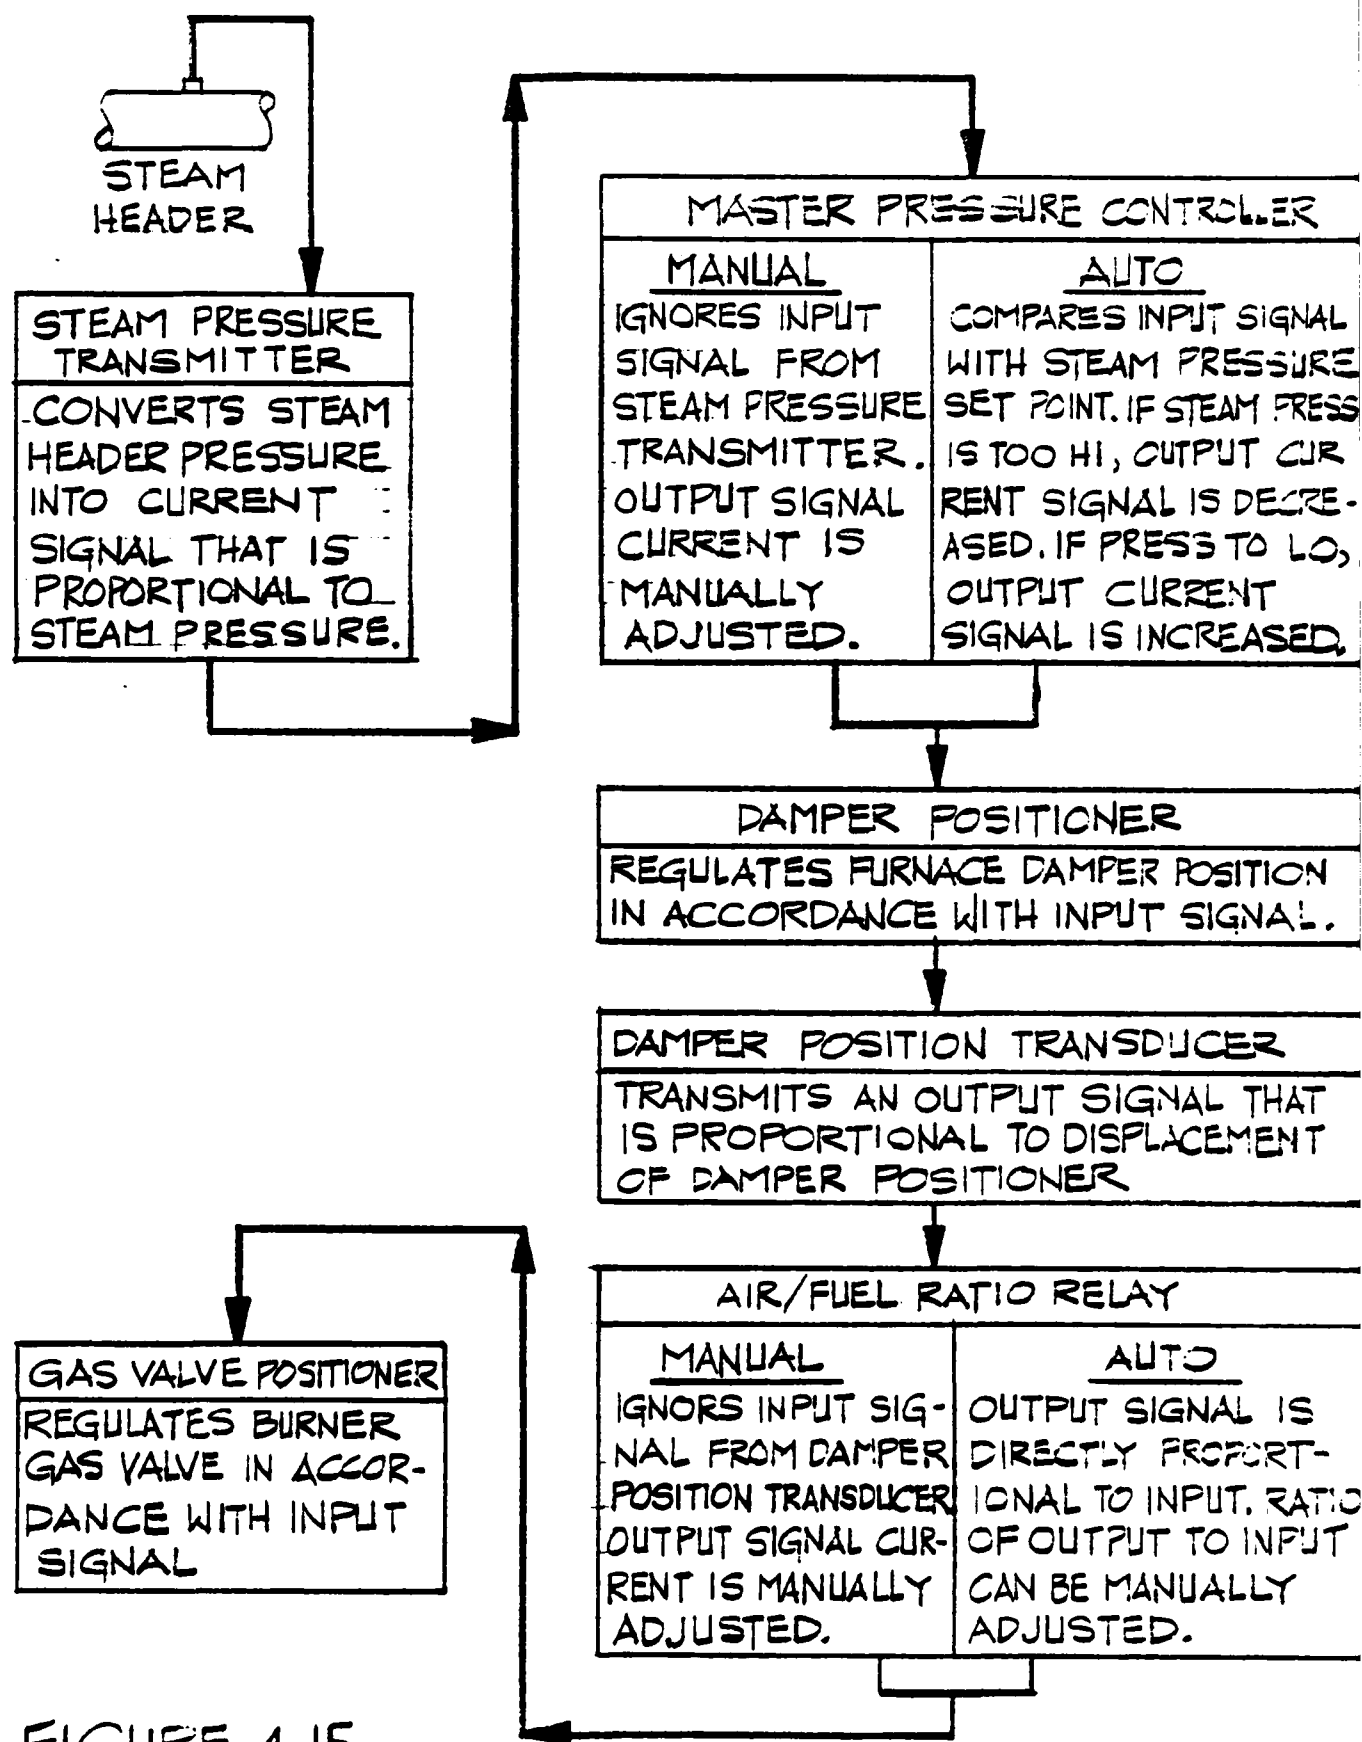 STEAM
HEADER
STEAM PRESSURE
TRANSMITTER
CONVERTS STEAM
HEADER PRESSURE
INTO CURRENT
SIGNAL THAT IS
PROPORTIONAL TO
STEAM PRESSURE.
MASTER PRESSURE CONTROLLER
MANUAL
IGNORES INPUT
SIGNAL FROM
STEAM PRESSURE
TRANSMITTER.
OUTPUT SIGNAL
CURRENT IS
MANUALLY
ADJUSTED.
AUTO
COMPARES INPUT SIGNAL
WITH STEAM PRESSURE
SET POINT. IF STEAM PRESS
IS TOO HI, OUTPUT CUR
RENT SIGNAL IS DECRE-
ASED. IF PRESS TO LO,
OUTPUT CURRENT
SIGNAL IS INCREASED.
DAMPER POSITIONER
REGULATES FURNACE DAMPER POSITION
IN ACCORDANCE WITH INPUT SIGNAL.
DAMPER POSITION TRANSDUCER
TRANSMITS AN OUTPUT SIGNAL THAT
IS PROPORTIONAL TO DISPLACEMENT
OF DAMPER POSITIONER
AIR/FUEL RATIO RELAY
MANUAL
IGNORS INPUT SIG-
NAL FROM DAMPER
POSITION TRANSDUCER
OUTPUT SIGNAL CUR-
RENT IS MANUALLY
ADJUSTED.
AUTO
OUTPUT SIGNAL IS
DIRECTLY PROPORT-
IONAL TO INPUT. RATIO
OF OUTPUT TO INPUT
CAN BE MANUALLY
ADJUSTED.
GAS VALVE POSITIONER
REGULATES BURNER
GAS VALVE IN ACCOR-
DANCE WITH INPUT
SIGNAL
FIGURE